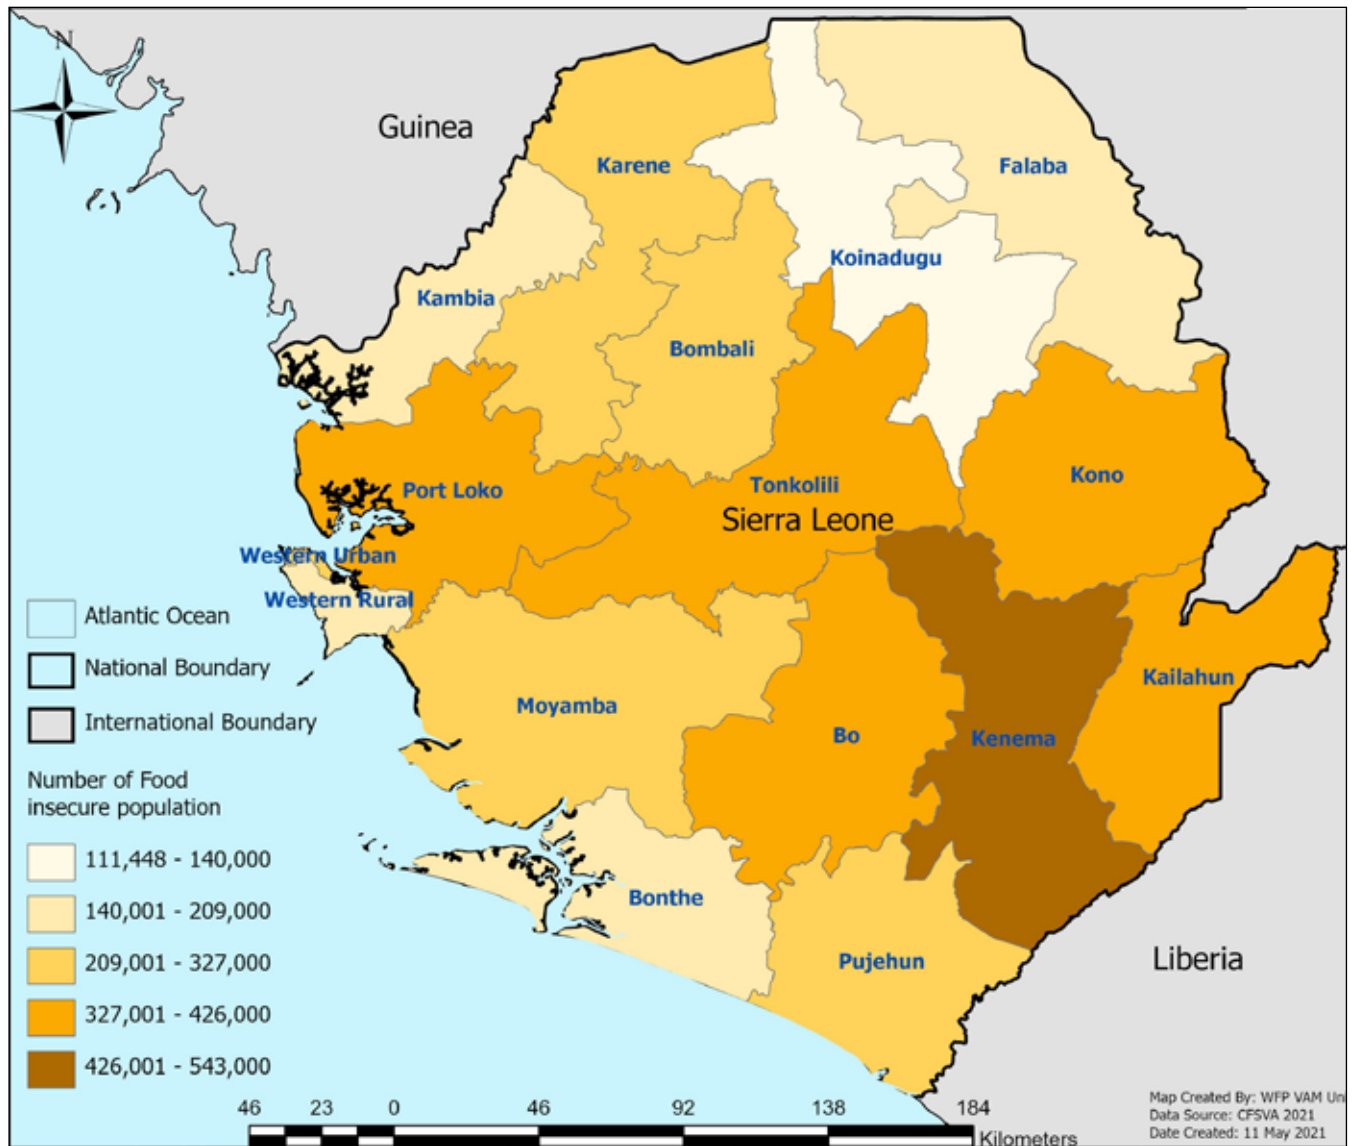 N
Guinea
Karene
Falaba
Koinadugu
Kambia
Bombali
Kono
Tonkolili
Port Loko
Sierra Leone
Western Urban
Western Rural
Kailahun
Moyamba
Bo
Kenema
Bonthe
Pujehun
Liberia
Atlantic Ocean
National Boundary
International Boundary
Number of Food
insecure population
111,448 - 140,000
140,001 - 209,000
209,001 - 327,000
327,001 - 426,000
426,001 - 543,000
46 23 0 46 92 138 184
Kilometers
Map Created By: WFP VAM Un
Data Source: CFSVA 2021
Date Created: 11 May 2021